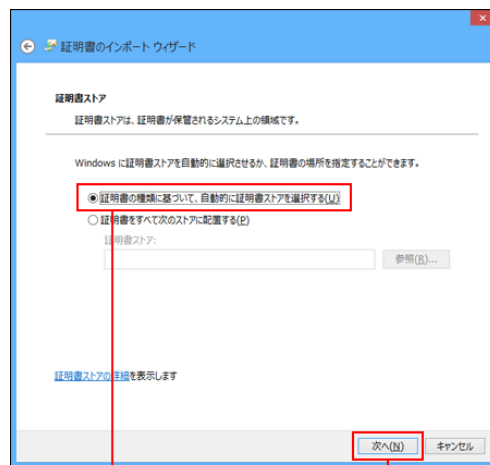 証明書のインポート ウィザード
証明書ストア
証明書ストアは、証明書が保管されるシステム上の領域です。
Windows に証明書ストアを自動的に選択させるか、証明書の場所を指定することができます。
証明書の種類に基づいて、自動的に証明書ストアを選択する(U)
証明書をすべて次のストアに配置する(P)
証明書ストア:
参照(R)...
証明書ストアの詳細を表示します
次へ(N) キャンセル